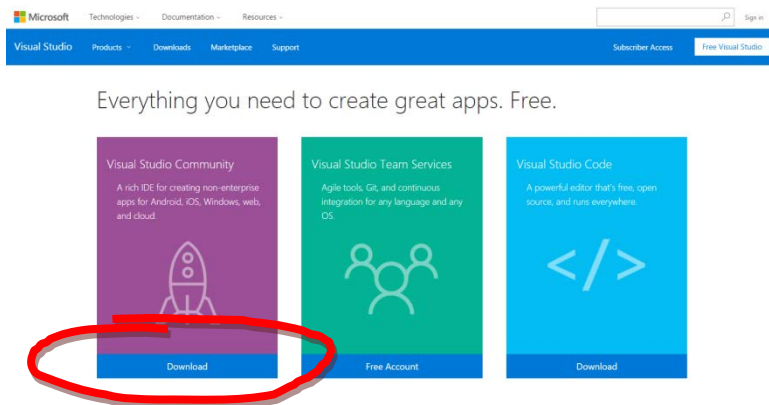 Microsoft Technologies Documentation Resources Sign in
Visual Studio Products Downloads Marketplace Support Subscriber Access Free Visual Studio
Everything you need to create great apps. Free.
Visual Studio Community
A rich IDE for creating non-enterprise
apps for Android, iOS, Windows, web,
and cloud.
Download
Visual Studio Team Services
Agile tools, Git, and continuous
integration for any language and any
OS.
Free Account
Visual Studio Code
A powerful editor that's free, open
source, and runs everywhere.
</>
Download